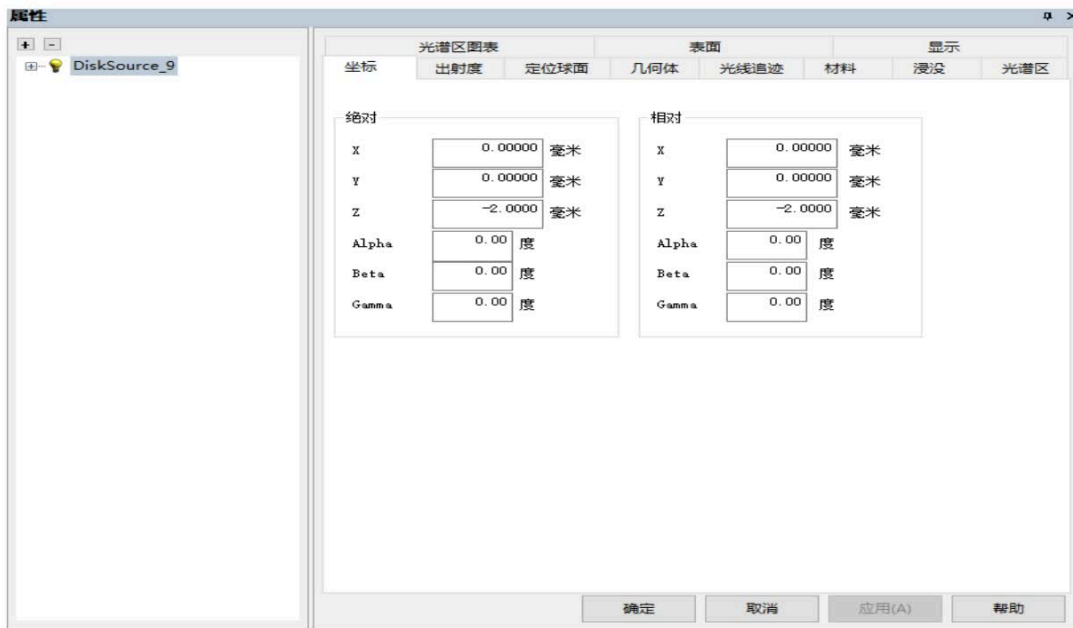 属性
+ -
DiskSource_9
光谱区图表 表面 显示
坐标 出射度 定位球面 几何体 光线追迹 材料 浸没 光谱区
绝对 相对
X 0.00000 毫米 X 0.00000 毫米
Y 0.00000 毫米 Y 0.00000 毫米
Z -2.0000 毫米 Z -2.0000 毫米
Alpha 0.00 度 Alpha 0.00 度
Beta 0.00 度 Beta 0.00 度
Gamma 0.00 度 Gamma 0.00 度
确定 取消 应用(A) 帮助